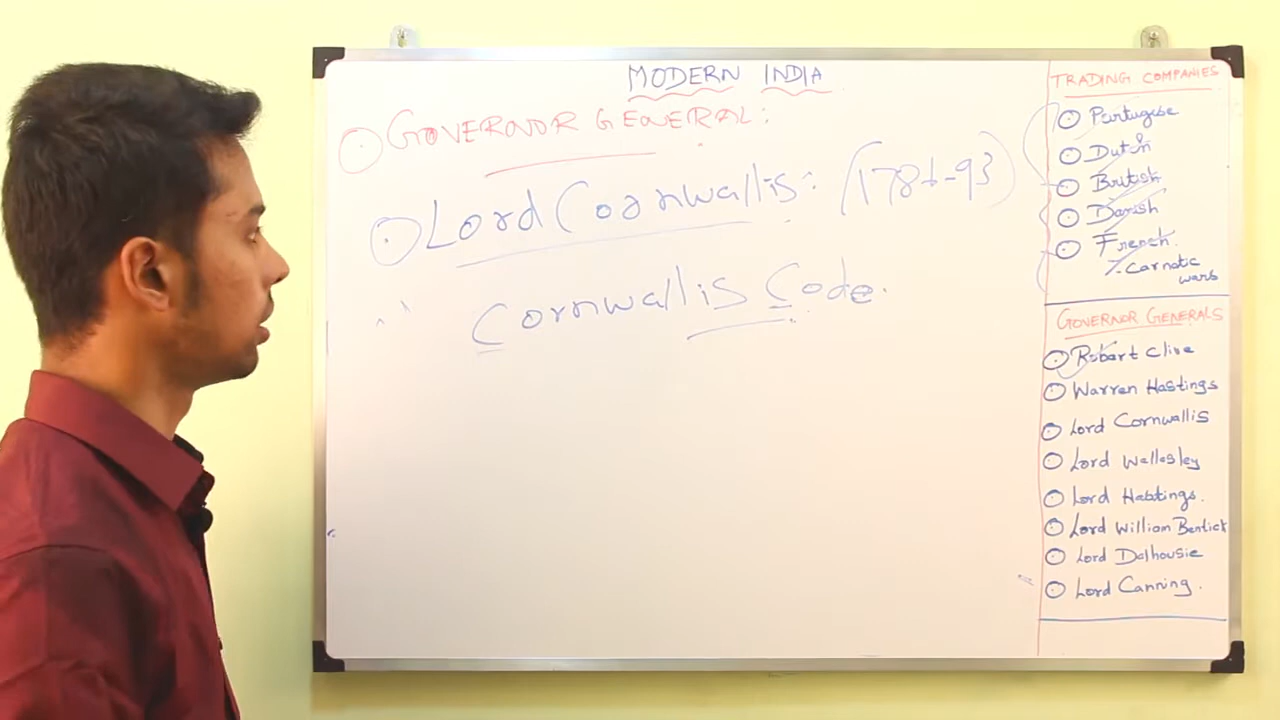 MODERN INDIA
GOVERNOR GENERAL:
Lord Cornwallis: (1786-93)
Cornwallis Code.
TRADING COMPANIES
Portugese
Dutch
British
Danish
French.
Carnatic
wars
GOVERNOR GENERALS
Robert Clive
Warren Hastings
Lord Cornwallis
Lord Wellesley
Lord Hastings.
Lord William Bentick
Lord Dalhousie
Lord Canning.